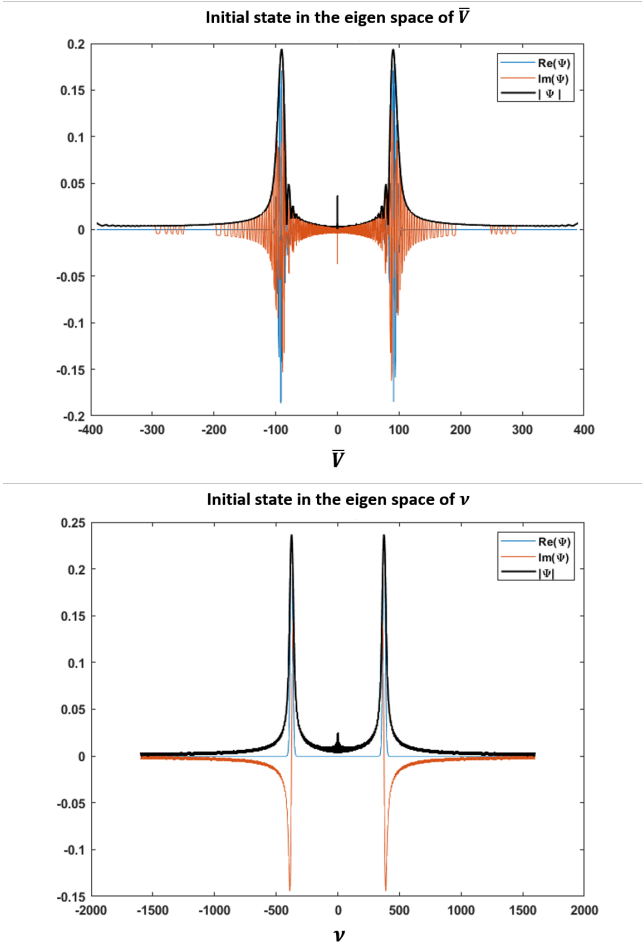 Initial state in the eigen space of V̅
0.2
0.15
0.1
0.05
0
-0.05
-0.1
-0.15
-0.2
Re(Ψ)
Im(Ψ)
| Ψ |
-400 -300 -200 -100 0 100 200 300 400
V̅
Initial state in the eigen space of ν
0.25
0.2
0.15
0.1
0.05
0
-0.05
-0.1
-0.15
Re(Ψ)
Im(Ψ)
|Ψ|
-2000 -1500 -1000 -500 0 500 1000 1500 2000
ν